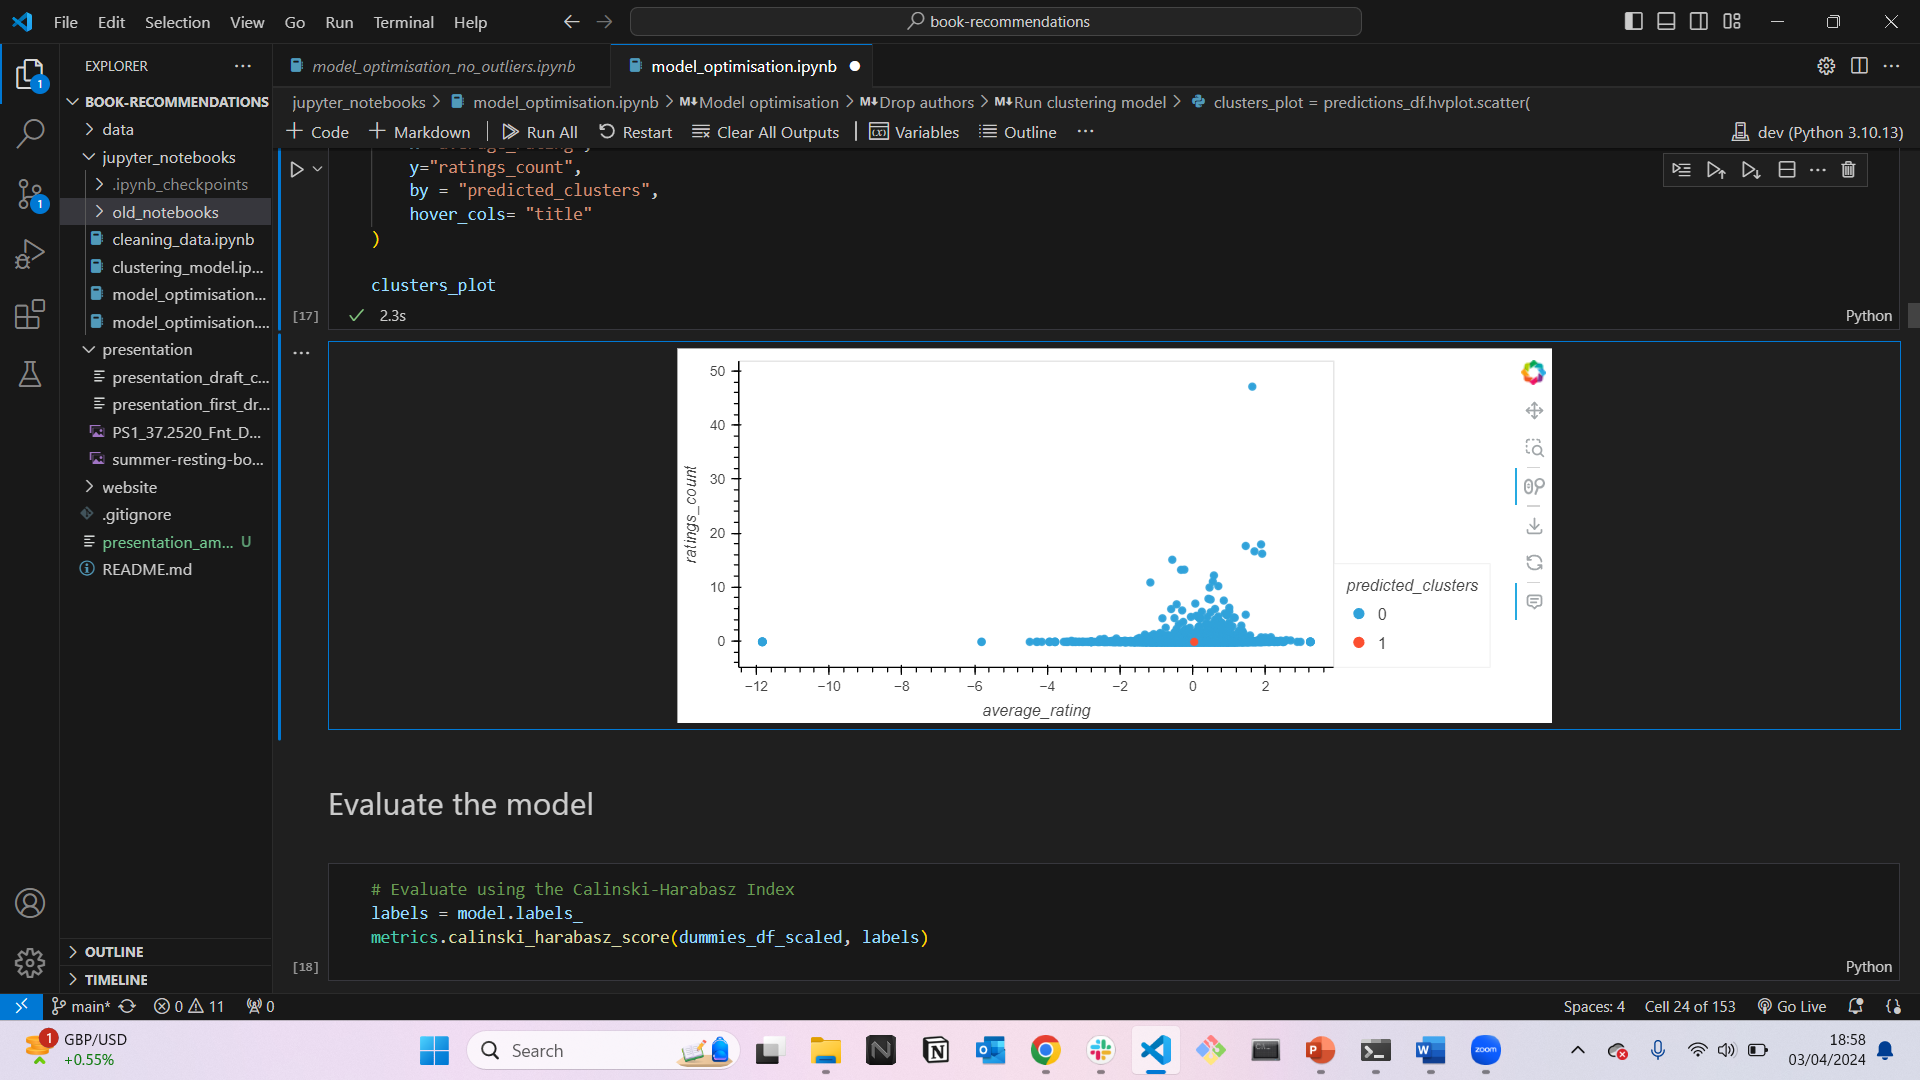 File Edit Selection View Go Run Terminal Help
book-recommendations
EXPLORER
model_optimisation_no_outliers.ipynb
model_optimisation.ipynb
BOOK-RECOMMENDATIONS
data
jupyter_notebooks
.ipynb_checkpoints
old_notebooks
cleaning_data.ipynb
clustering_model.ip...
model_optimisation...
model_optimisation....
presentation
presentation_draft_c...
presentation_first_dr...
PS1_37.2520_Fnt_D...
summer-resting-bo...
website
.gitignore
presentation_am... U
README.md
OUTLINE
TIMELINE
jupyter_notebooks > model_optimisation.ipynb > M↓Model optimisation > M↓Drop authors > M↓Run clustering model > clusters_plot = predictions_df.hvplot.scatter(
+ Code + Markdown | Run All Restart Clear All Outputs | Variables Outline ...
dev (Python 3.10.13)
y="ratings_count",
by = "predicted_clusters",
hover_cols= "title"
)
clusters_plot
[17] 2.3s
Python
50
40
30
20
10
0
ratings_count
−12 −10 −8 −6 −4 −2 0 2
average_rating
predicted_clusters
0
1
Evaluate the model
# Evaluate using the Calinski-Harabasz Index
labels = model.labels_
metrics.calinski_harabasz_score(dummies_df_scaled, labels)
[18]
Python
1
1
main* 0 11 0
Spaces: 4 Cell 24 of 153 Go Live
1
GBP/USD
+0.55%
Search
zoom
18:58
03/04/2024